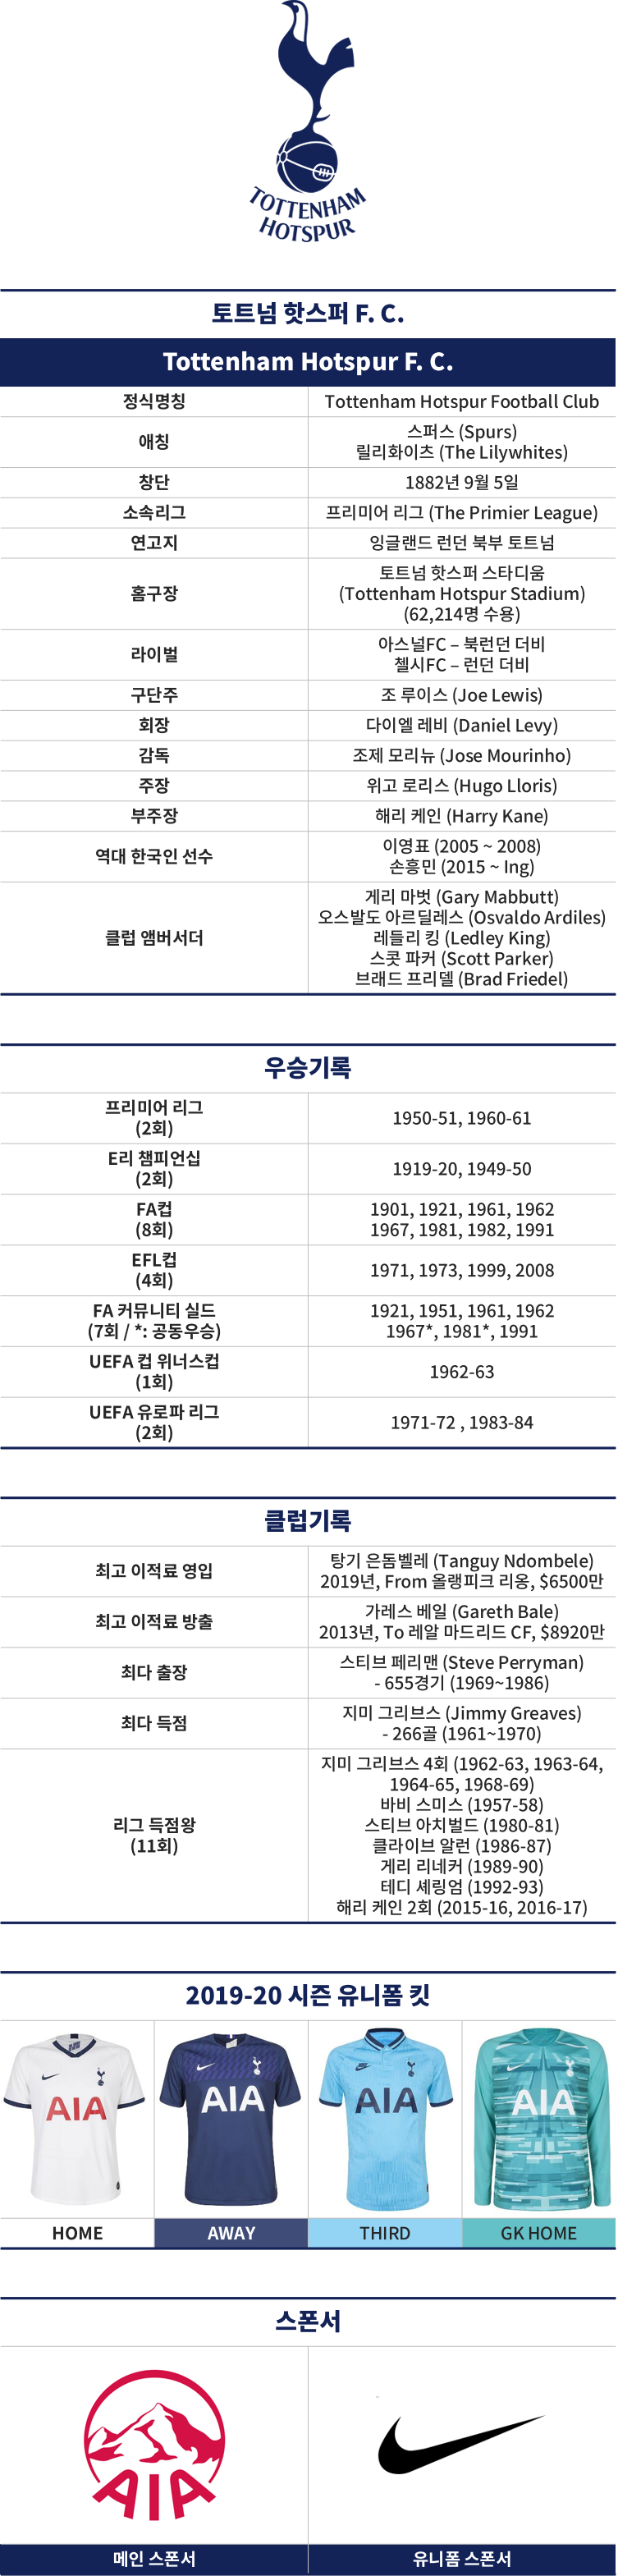 TOTTENHAM
HOTSPUR
토트넘 핫스퍼 F. C.
Tottenham Hotspur F. C.
정식명칭
Tottenham Hotspur Football Club
애칭
스퍼스 (Spurs)
릴리화이츠 (The Lilywhites)
창단
1882년 9월 5일
소속리그
프리미어 리그 (The Primier League)
연고지
잉글랜드 런던 북부 토트넘
홈구장
토트넘 핫스퍼 스타디움
(Tottenham Hotspur Stadium)
(62,214명 수용)
라이벌
아스널FC – 북런던 더비
첼시FC – 런던 더비
구단주
조 루이스 (Joe Lewis)
회장
다이엘 레비 (Daniel Levy)
감독
조제 모리뉴 (Jose Mourinho)
주장
위고 로리스 (Hugo Lloris)
부주장
해리 케인 (Harry Kane)
역대 한국인 선수
이영표 (2005 ~ 2008)
손흥민 (2015 ~ Ing)
클럽 앰버서더
게리 마벗 (Gary Mabbutt)
오스발도 아르딜레스 (Osvaldo Ardiles)
레들리 킹 (Ledley King)
스콧 파커 (Scott Parker)
브래드 프리델 (Brad Friedel)
우승기록
프리미어 리그
(2회)
1950-51, 1960-61
E리 챔피언십
(2회)
1919-20, 1949-50
FA컵
(8회)
1901, 1921, 1961, 1962
1967, 1981, 1982, 1991
EFL컵
(4회)
1971, 1973, 1999, 2008
FA 커뮤니티 실드
(7회 / *: 공동우승)
1921, 1951, 1961, 1962
1967*, 1981*, 1991
UEFA 컵 위너스컵
(1회)
1962-63
UEFA 유로파 리그
(2회)
1971-72 , 1983-84
클럽기록
최고 이적료 영입
탕기 은돔벨레 (Tanguy Ndombele)
2019년, From 올랭피크 리옹, $6500만
최고 이적료 방출
가레스 베일 (Gareth Bale)
2013년, To 레알 마드리드 CF, $8920만
최다 출장
스티브 페리맨 (Steve Perryman)
- 655경기 (1969~1986)
최다 득점
지미 그리브스 (Jimmy Greaves)
- 266골 (1961~1970)
리그 득점왕
(11회)
지미 그리브스 4회 (1962-63, 1963-64,
1964-65, 1968-69)
바비 스미스 (1957-58)
스티브 아치벌드 (1980-81)
클라이브 알런 (1986-87)
게리 리네커 (1989-90)
테디 셰링엄 (1992-93)
해리 케인 2회 (2015-16, 2016-17)
2019-20 시즌 유니폼 킷
AIA
AIA
AIA
AIA
HOME
AWAY
THIRD
GK HOME
스폰서
AIA
메인 스폰서
유니폼 스폰서